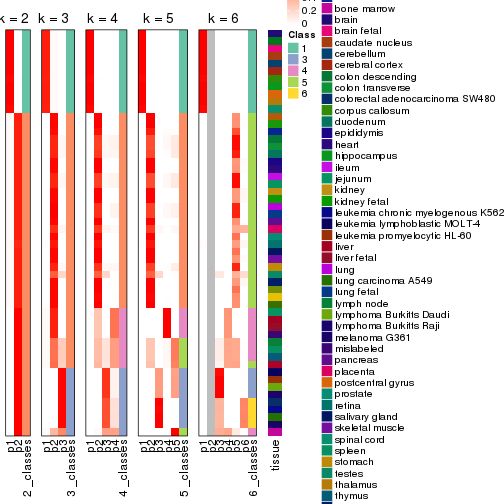 k = 2
k = 3
k = 4
k = 5
k = 6
0.2
0
Class
1
3
4
5
6
bone marrow
brain
brain fetal
caudate nucleus
cerebellum
cerebral cortex
colon descending
colon transverse
colorectal adenocarcinoma SW480
corpus callosum
duodenum
epididymis
heart
hippocampus
ileum
jejunum
kidney
kidney fetal
leukemia chronic myelogenous K562
leukemia lymphoblastic MOLT-4
leukemia promyelocytic HL-60
liver
liver fetal
lung
lung carcinoma A549
lung fetal
lymph node
lymphoma Burkitts Daudi
lymphoma Burkitts Raji
melanoma G361
mislabeled
pancreas
placenta
postcentral gyrus
prostate
retina
salivary gland
skeletal muscle
spinal cord
spleen
stomach
testes
thalamus
thymus
p1
p2
2_classes
p1
p2
p3
3_classes
p1
p2
p3
p4
4_classes
p1
p2
p3
p4
p5
5_classes
p1
p2
p3
p4
p5
p6
6_classes
tissue